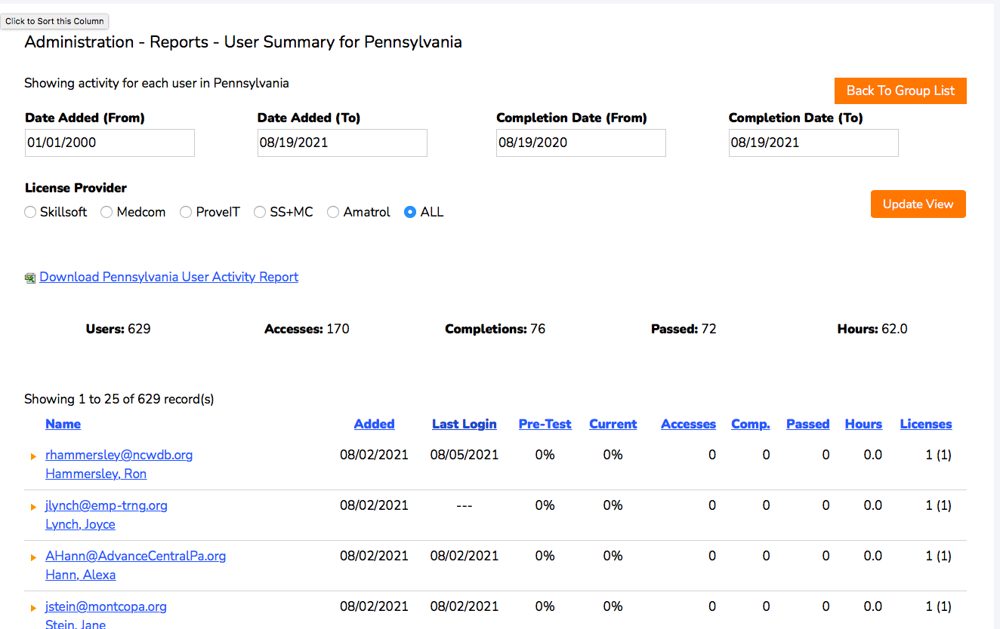 Click to Sort this Column
Administration - Reports - User Summary for Pennsylvania
Showing activity for each user in Pennsylvania
Back To Group List
Date Added (From) Date Added (To) Completion Date (From) Completion Date (To)
01/01/2000 08/19/2021 08/19/2020 08/19/2021
License Provider
Skillsoft Medcom ProveIT SS+MC Amatrol ALL
Update View
Download Pennsylvania User Activity Report
Users: 629 Accesses: 170 Completions: 76 Passed: 72 Hours: 62.0
Showing 1 to 25 of 629 record(s)
Name Added Last Login Pre-Test Current Accesses Comp. Passed Hours Licenses
rhammersley@ncwdb.org 08/02/2021 08/05/2021 0% 0% 0 0 0 0.0 1 (1)
Hammersley, Ron
jlynch@emp-trng.org 08/02/2021 --- 0% 0% 0 0 0 0.0 1 (1)
Lynch, Joyce
AHann@AdvanceCentralPa.org 08/02/2021 08/02/2021 0% 0% 0 0 0 0.0 1 (1)
Hann, Alexa
jstein@montcopa.org 08/02/2021 08/02/2021 0% 0% 0 0 0 0.0 1 (1)
Stein, Jane